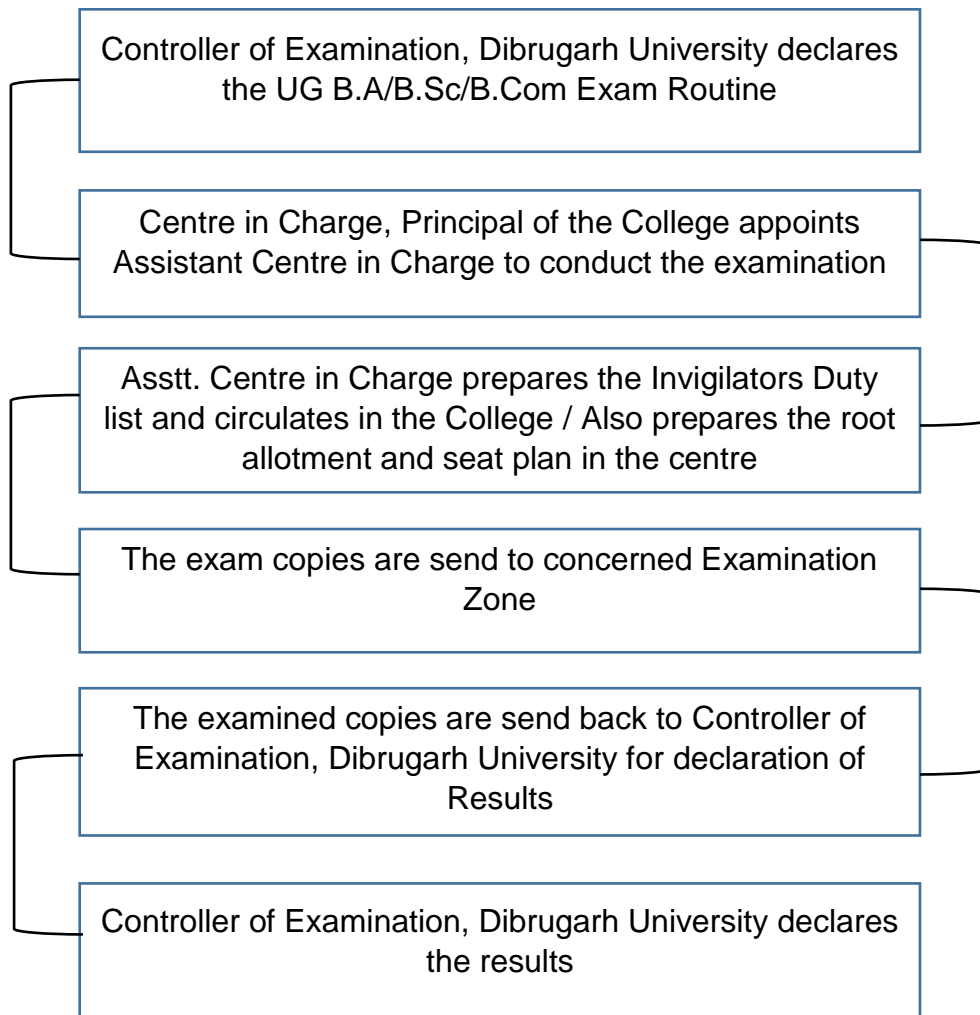 Controller of Examination, Dibrugarh University declares
the UG B.A/B.Sc/B.Com Exam Routine
Centre in Charge, Principal of the College appoints
Assistant Centre in Charge to conduct the examination
Asstt. Centre in Charge prepares the Invigilators Duty
list and circulates in the College / Also prepares the root
allotment and seat plan in the centre
The exam copies are send to concerned Examination
Zone
The examined copies are send back to Controller of
Examination, Dibrugarh University for declaration of
Results
Controller of Examination, Dibrugarh University declares
the results